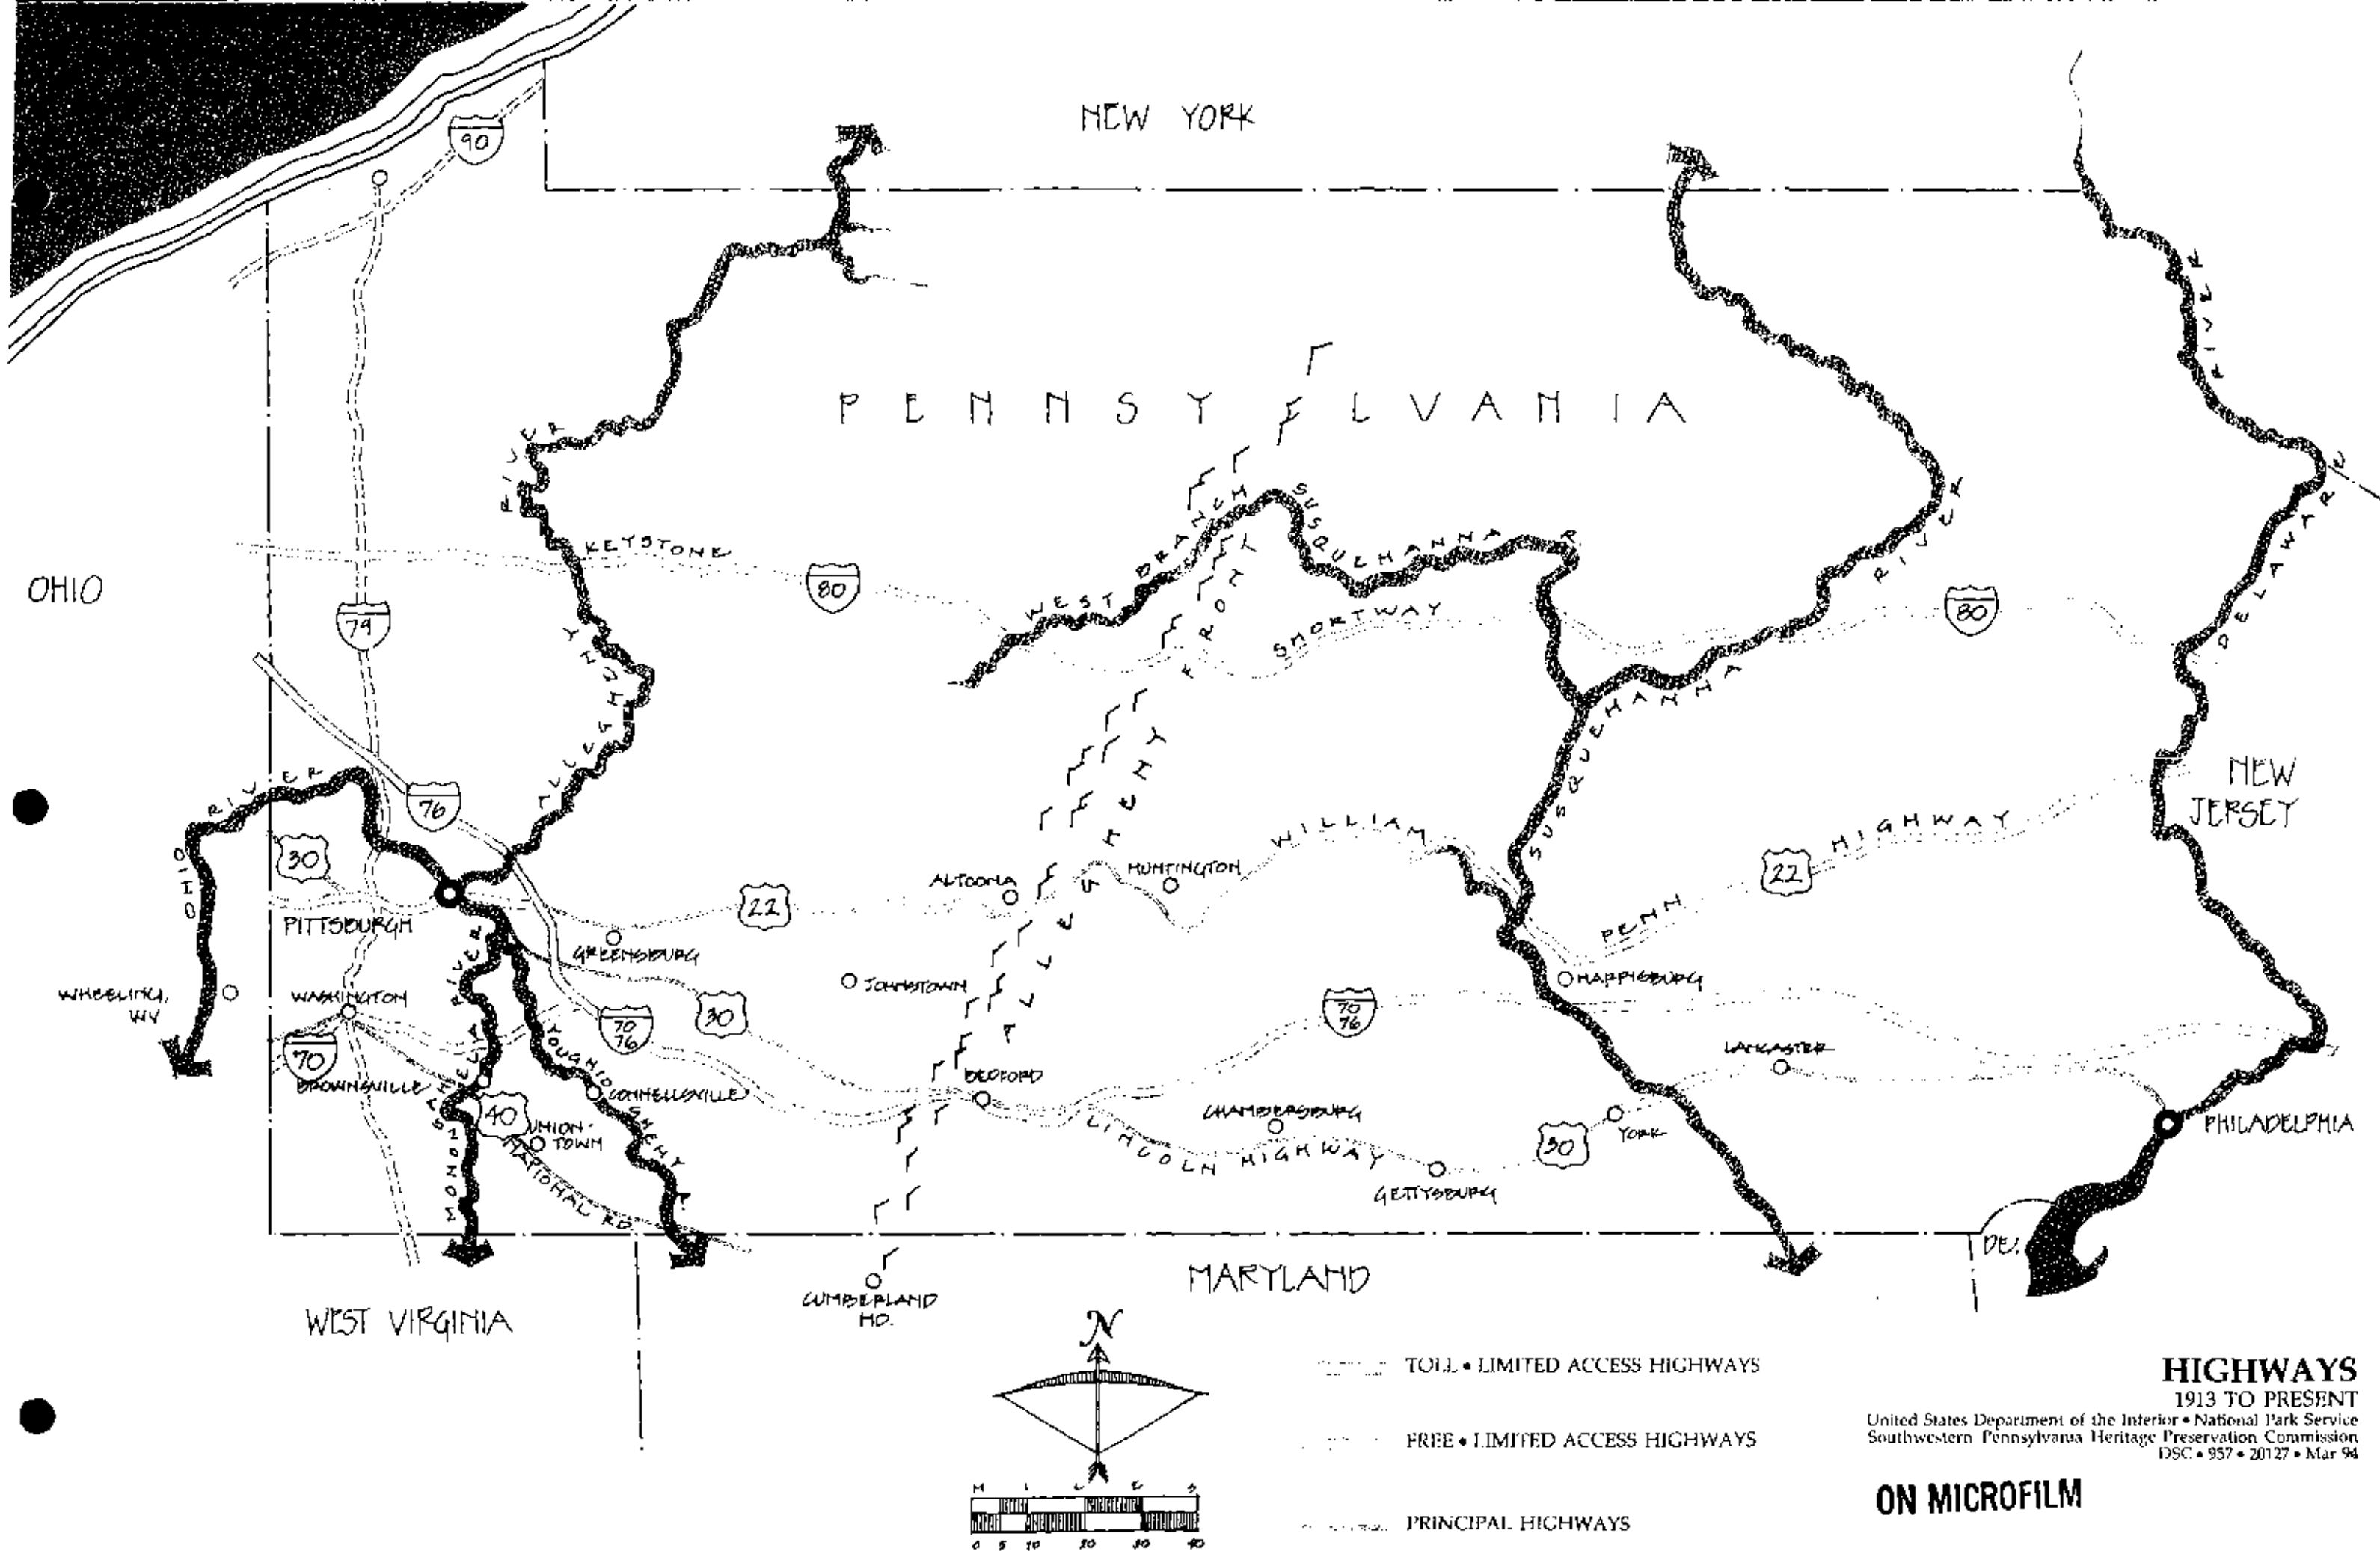 NEW YORK
90
PENNSYLVANIA
RIVER
RIVER
KEYSTONE
80
OHIO
79
WEST BRANCH SUSQUEHANNA R.
SHORTWAY
RIVER
80
DELAWARE
ALLEGHENY
ALLEGHENY FRONT
SUSQUEHANNA
SUSQUEHANNA
NEW
JERSEY
76
OHIO RIVER
30
PITTSBURGH
22
GREENSBURG
ALTOONA
HUNTINGTON
WILLIAM PENN HIGHWAY
22
JOHNSTOWN
HARRISBURG
WHEELING,
WV
WASHINGTON
RIVER
30
70
76
70
76
70
BROWNSVILLE
YOUGHIOGHENY R.
CONNELLSVILLE
40
UNION-
TOWN
NATIONAL RD.
MONONGAHELA
BEDFORD
CHAMBERSBURG
LINCOLN HIGHWAY
GETTYSBURG
30
YORK
LANCASTER
PHILADELPHIA
DEL.
MARYLAND
WEST VIRGINIA
CUMBERLAND
MD.
N
MILES
0 5 10 20 30 40
TOLL • LIMITED ACCESS HIGHWAYS
FREE • LIMITED ACCESS HIGHWAYS
PRINCIPAL HIGHWAYS
HIGHWAYS
1913 TO PRESENT
United States Department of the Interior • National Park Service
Southwestern Pennsylvania Heritage Preservation Commission
DSC • 957 • 20127 • Mar 94
ON MICROFILM